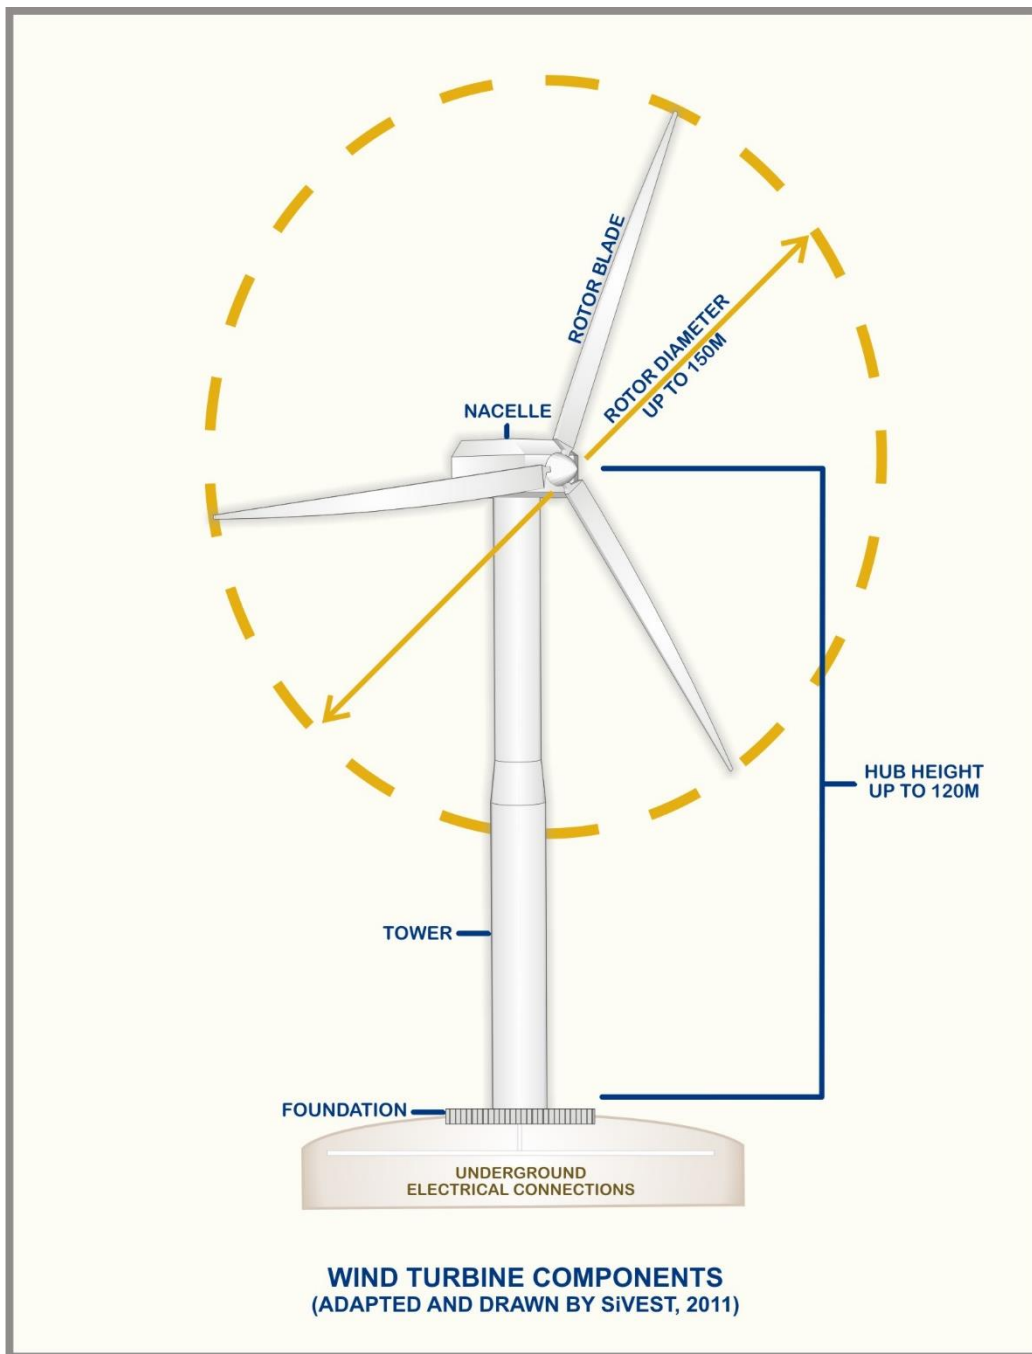 ROTOR BLADE
ROTOR DIAMETER
UP TO 150M
NACELLE
HUB HEIGHT
UP TO 120M
TOWER
FOUNDATION
UNDERGROUND
ELECTRICAL CONNECTIONS
WIND TURBINE COMPONENTS
(ADAPTED AND DRAWN BY SiVEST, 2011)